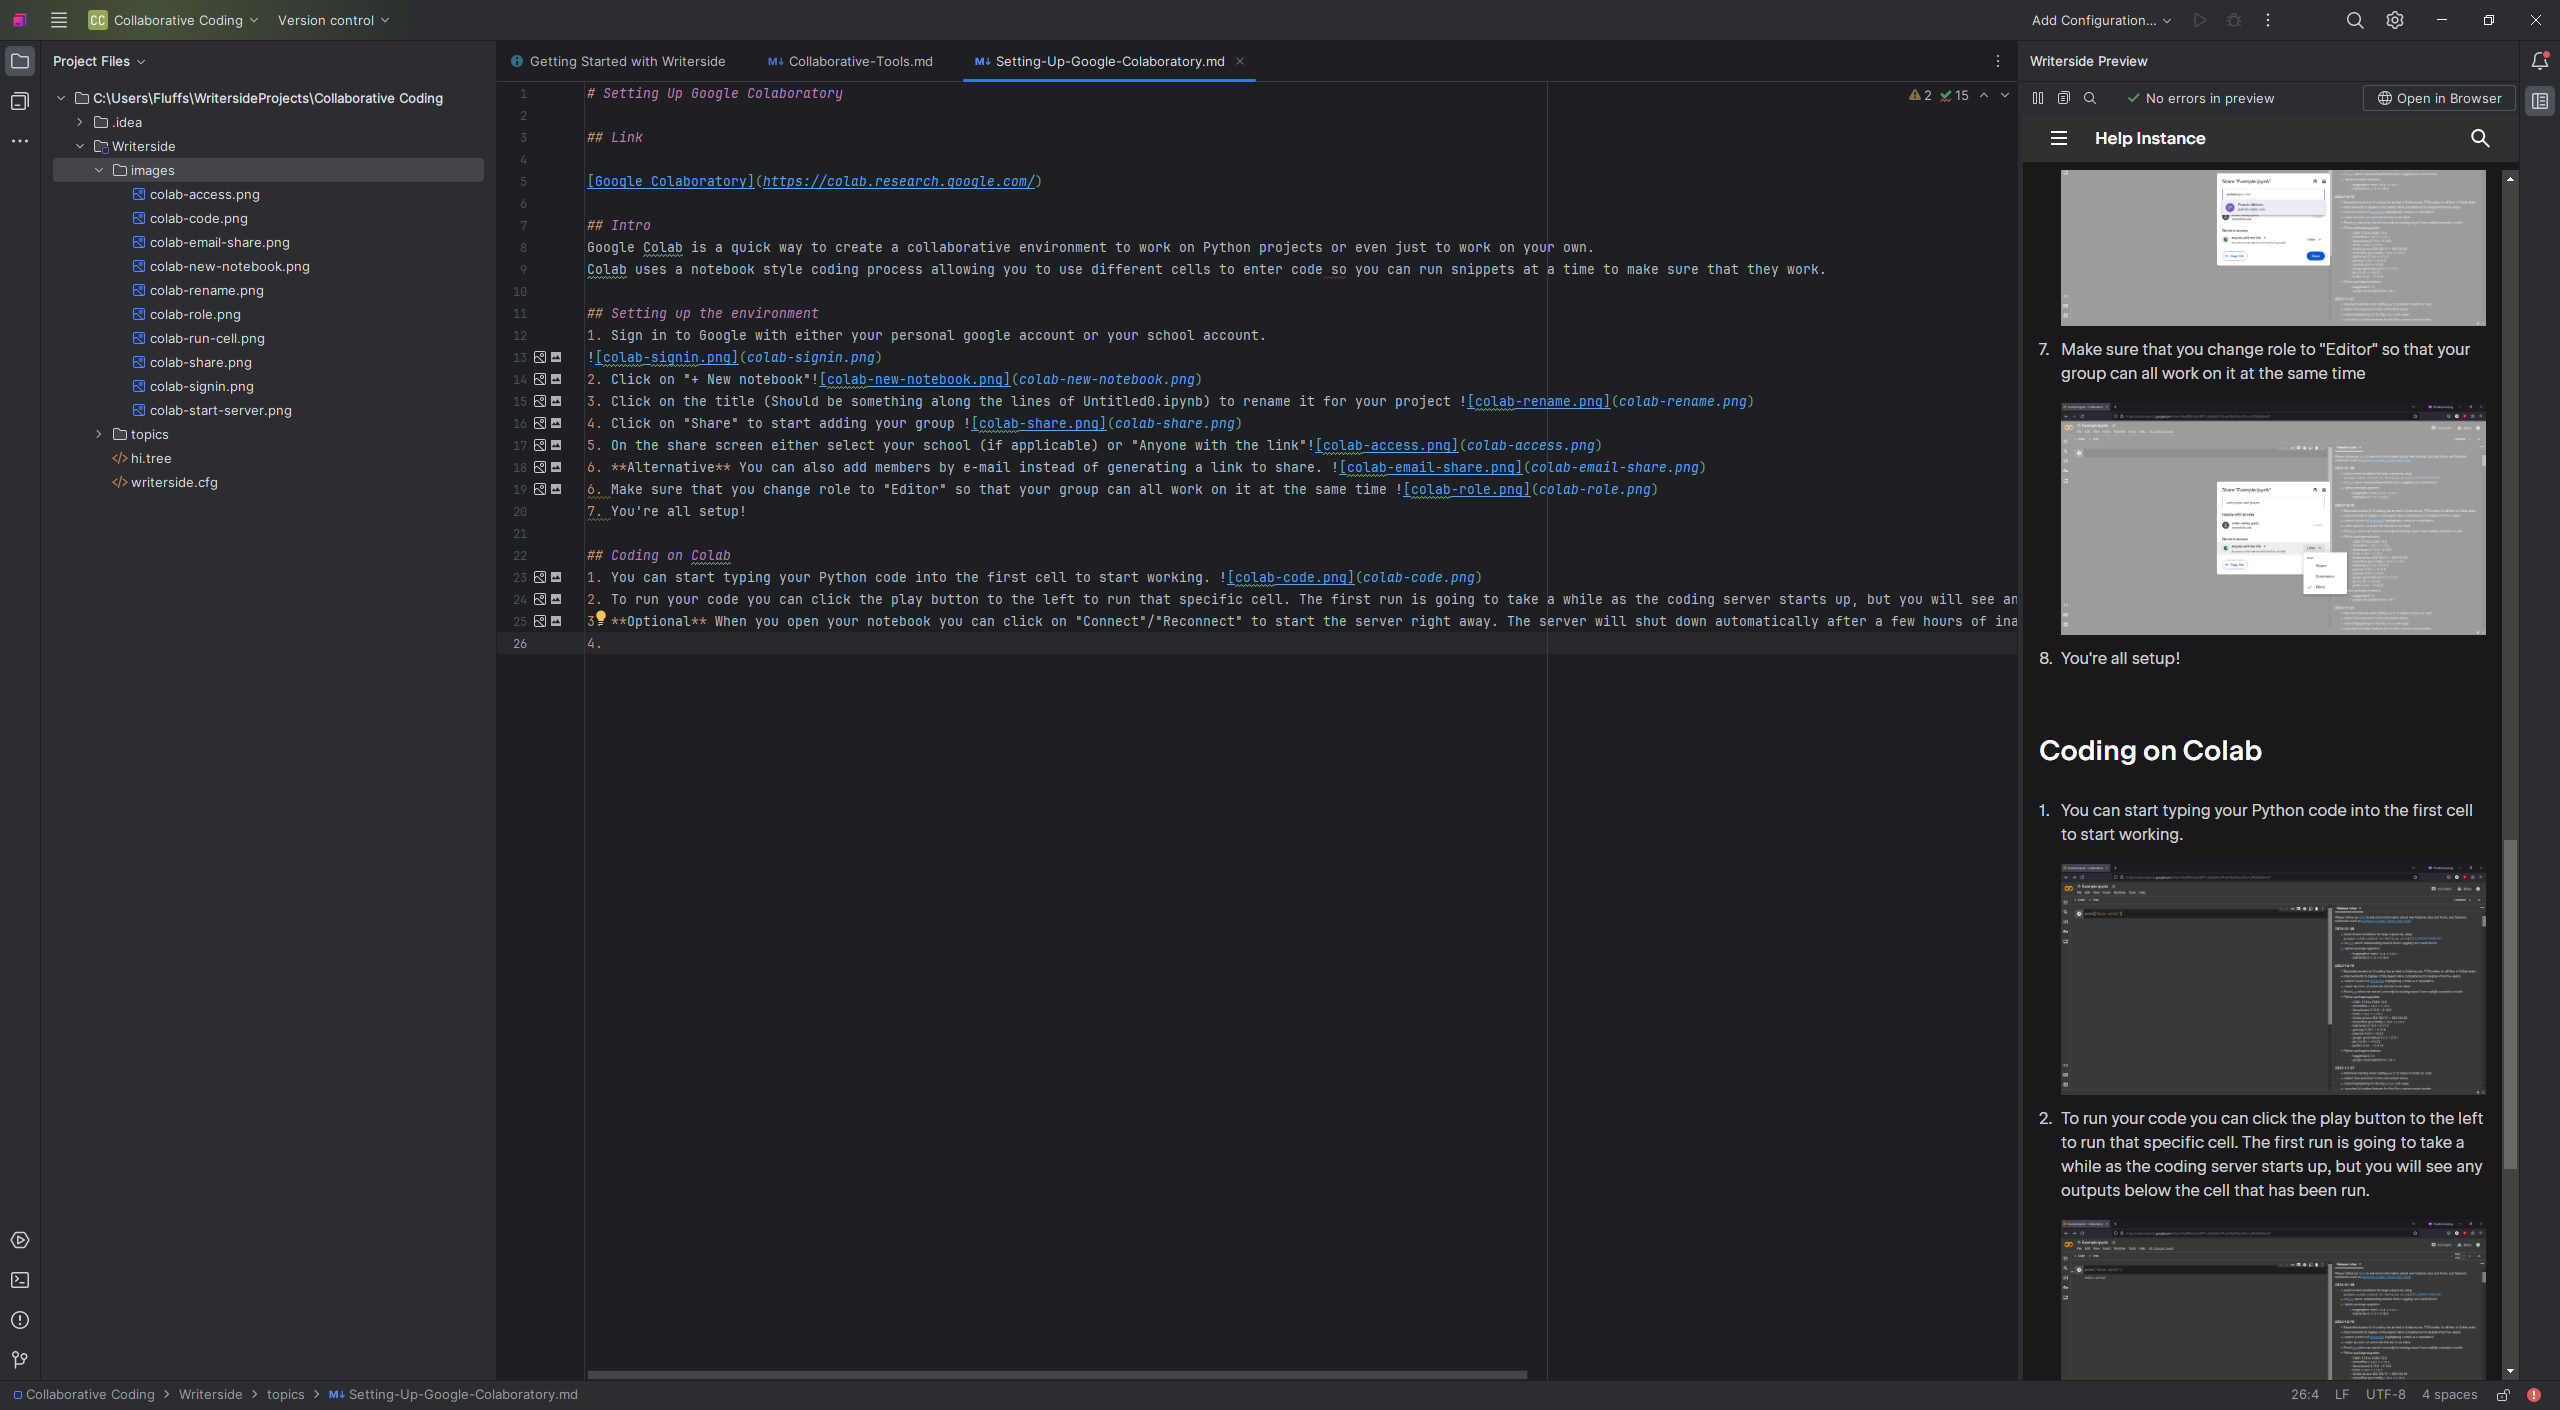 CC Collaborative Coding Version control
Add Configuration...
Project Files
C:\Users\Fluffs\WritersideProjects\Collaborative Coding
.idea
Writerside
images
colab-access.png
colab-code.png
colab-email-share.png
colab-new-notebook.png
colab-rename.png
colab-role.png
colab-run-cell.png
colab-share.png
colab-signin.png
colab-start-server.png
topics
hi.tree
writerside.cfg
Getting Started with Writerside
Collaborative-Tools.md
Setting-Up-Google-Colaboratory.md
2 15
1 # Setting Up Google Colaboratory
2
3 ## Link
4
5 [Google Colaboratory](https://colab.research.google.com/)
6
7 ## Intro
8 Google Colab is a quick way to create a collaborative environment to work on Python projects or even just to work on your own.
9 Colab uses a notebook style coding process allowing you to use different cells to enter code so you can run snippets at a time to make sure that they work.
10
11 ## Setting up the environment
12 1. Sign in to Google with either your personal google account or your school account.
13 ![colab-signin.png](colab-signin.png)
14 2. Click on "+ New notebook"![colab-new-notebook.png](colab-new-notebook.png)
15 3. Click on the title (Should be something along the lines of Untitled0.ipynb) to rename it for your project ![colab-rename.png](colab-rename.png)
16 4. Click on "Share" to start adding your group ![colab-share.png](colab-share.png)
17 5. On the share screen either select your school (if applicable) or "Anyone with the link"![colab-access.png](colab-access.png)
18 6. **Alternative** You can also add members by e-mail instead of generating a link to share. ![colab-email-share.png](colab-email-share.png)
19 6. Make sure that you change role to "Editor" so that your group can all work on it at the same time ![colab-role.png](colab-role.png)
20 7. You're all setup!
21
22 ## Coding on Colab
23 1. You can start typing your Python code into the first cell to start working. ![colab-code.png](colab-code.png)
24 2. To run your code you can click the play button to the left to run that specific cell. The first run is going to take a while as the coding server starts up, but you will see an
25 3 **Optional** When you open your notebook you can click on "Connect"/"Reconnect" to start the server right away. The server will shut down automatically after a few hours of ina
26 4.
Writerside Preview
No errors in preview
Open in Browser
Help Instance
Share "Example.ipynb"
7. Make sure that you change role to "Editor" so that your
group can all work on it at the same time
Share "Example.ipynb"
8. You're all setup!
Coding on Colab
1. You can start typing your Python code into the first cell
to start working.
2. To run your code you can click the play button to the left
to run that specific cell. The first run is going to take a
while as the coding server starts up, but you will see any
outputs below the cell that has been run.
Collaborative Coding > Writerside > topics > M↓ Setting-Up-Google-Colaboratory.md
26:4 LF UTF-8 4 spaces